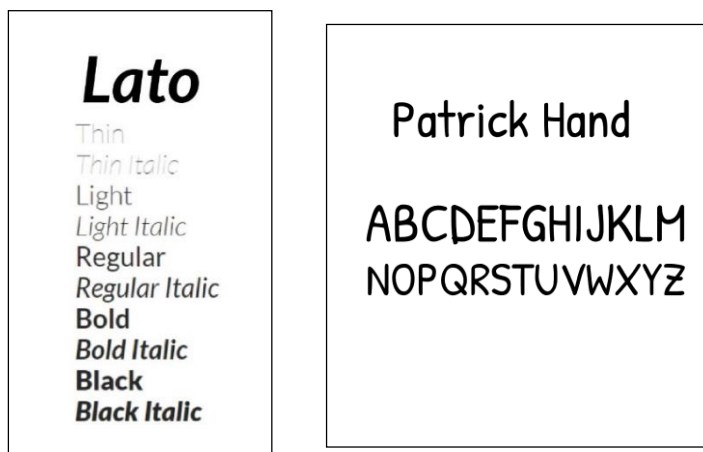 Lato
Thin
Thin Italic
Light
Light Italic
Regular
Regular Italic
Bold
Bold Italic
Black
Black Italic
Patrick Hand
ABCDEFGHIJKLM
NOPQRSTUVWXYZ